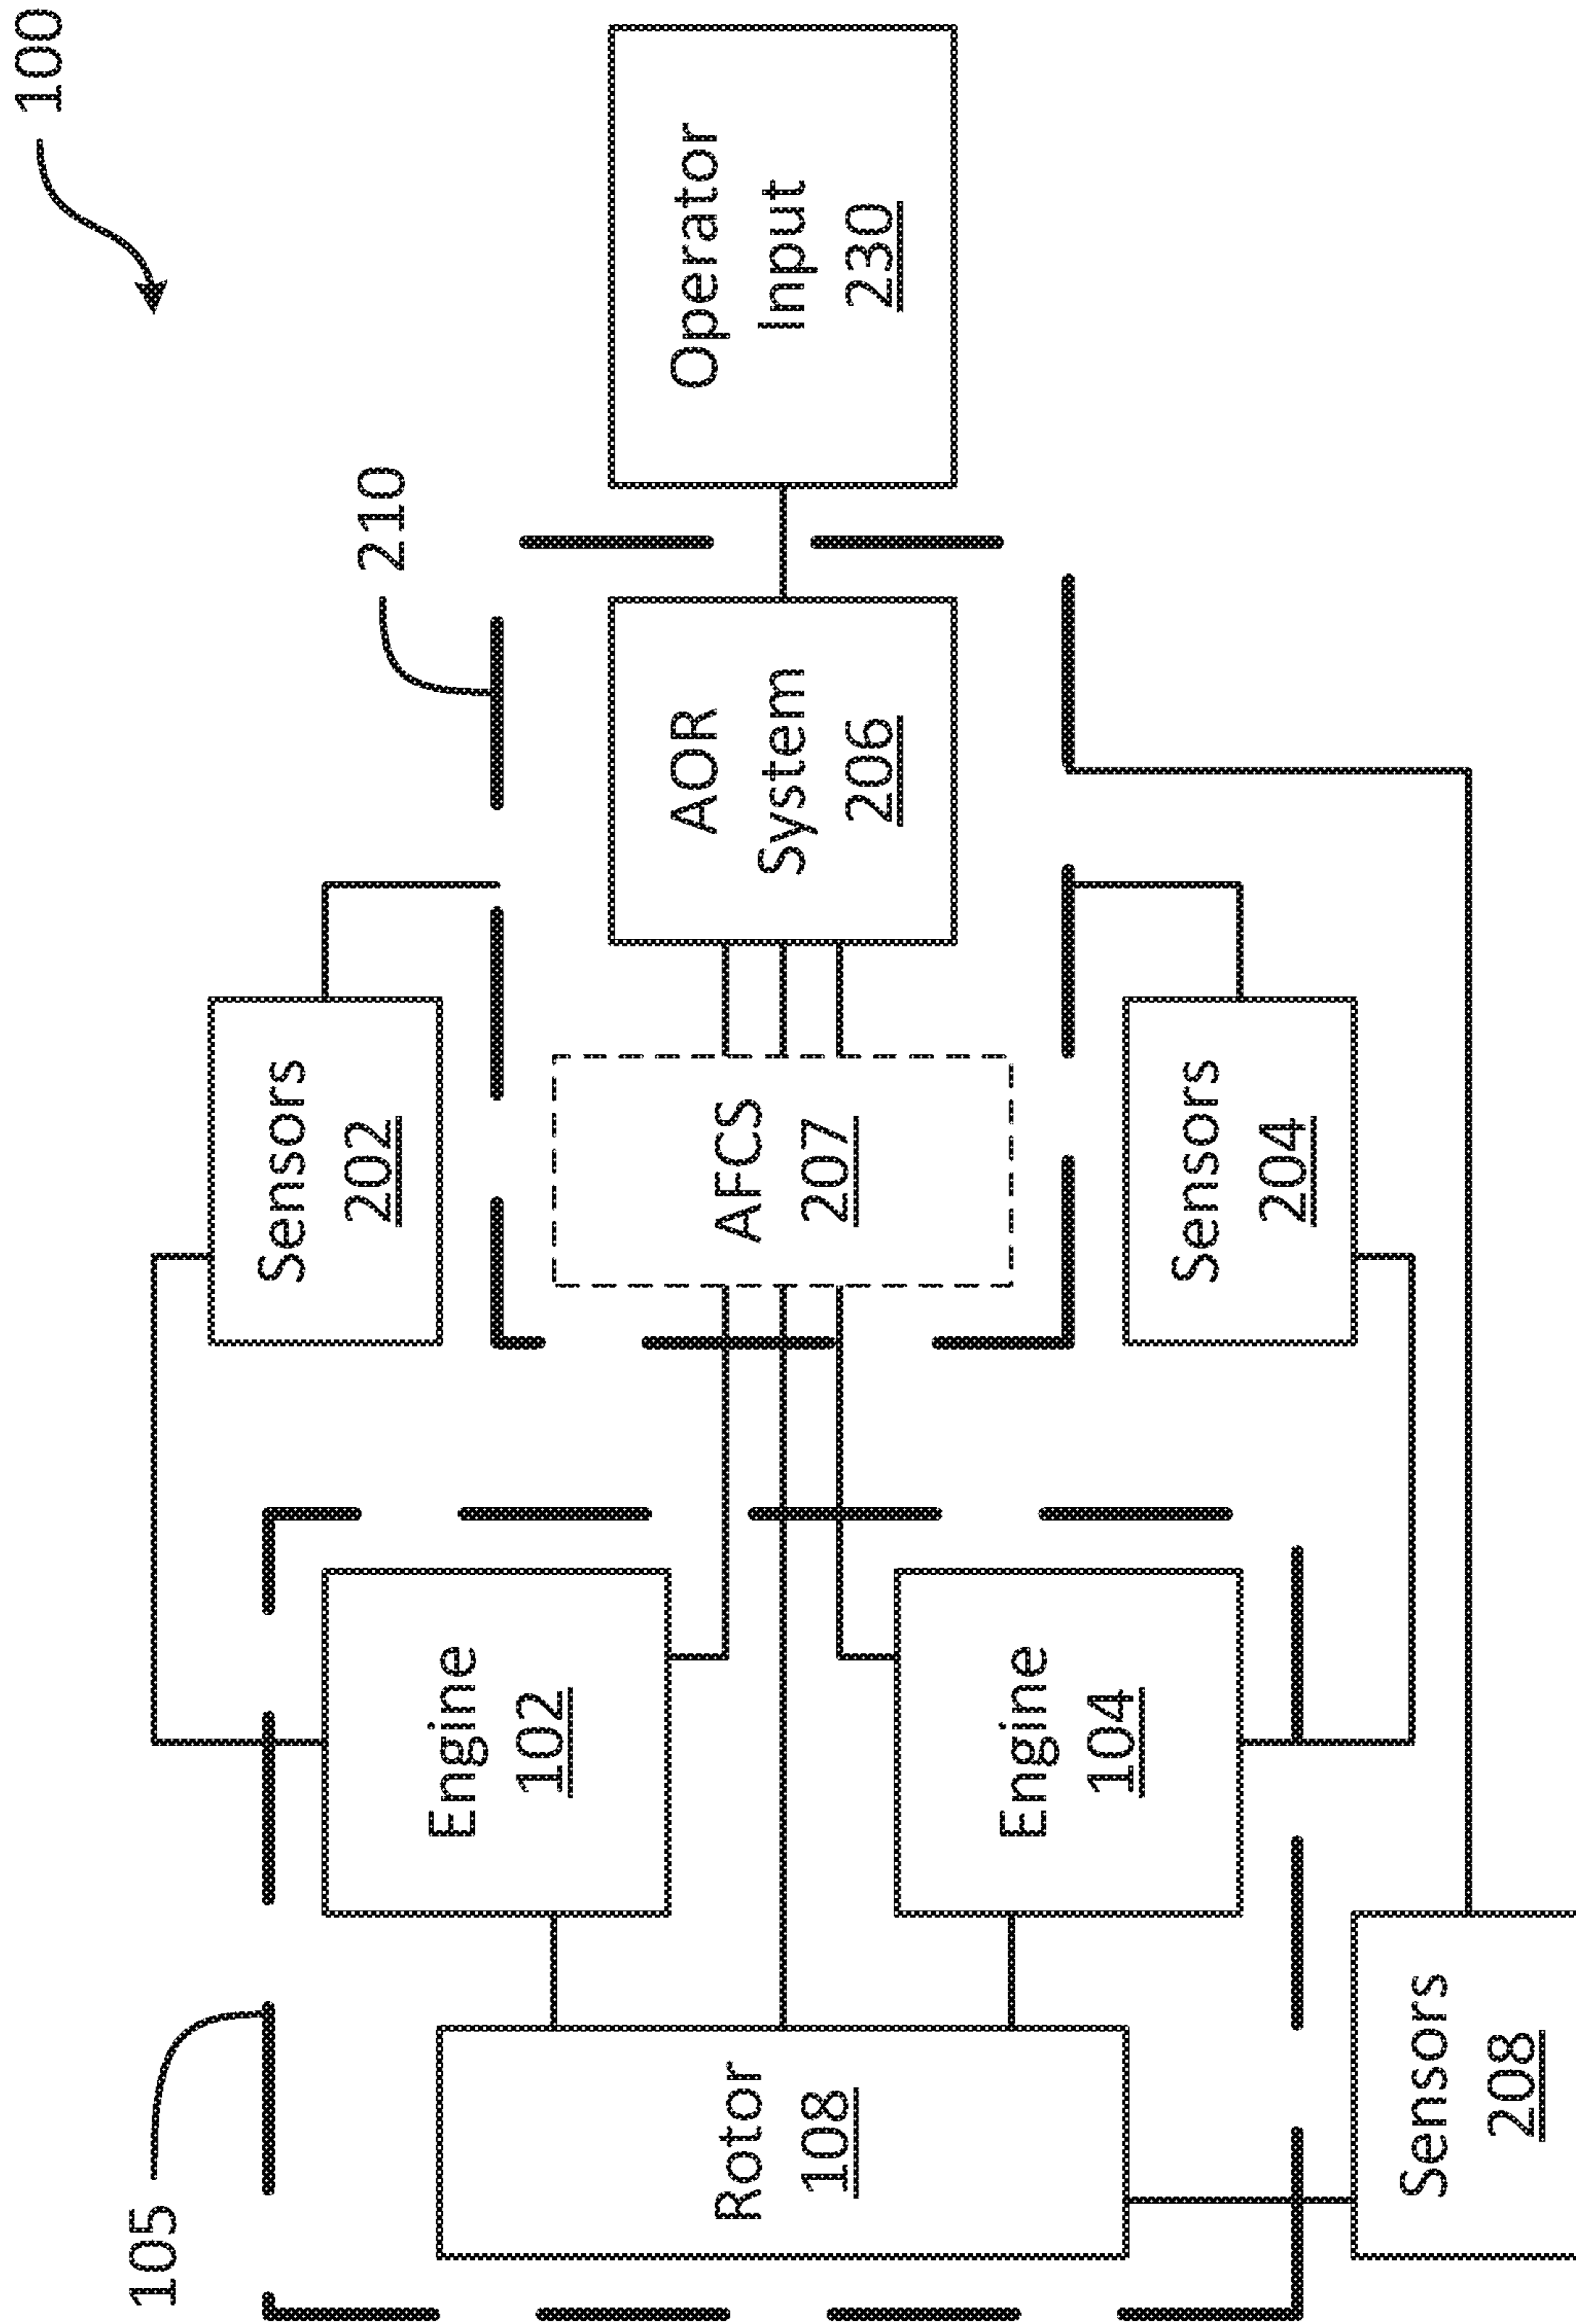 100
105
210
Sensors
202
Engine
102
Rotor
108
AFCS
207
AOR
System
206
Operator
Input
230
Engine
104
Sensors
204
Sensors
208